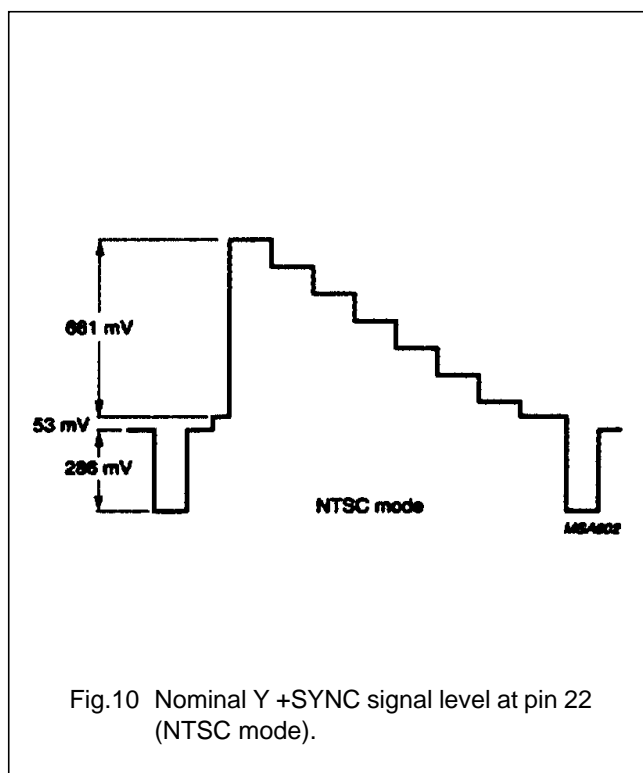 661 mV
53 mV
286 mV
NTSC mode
MSA602
Fig.10 Nominal Y +SYNC signal level at pin 22
(NTSC mode).